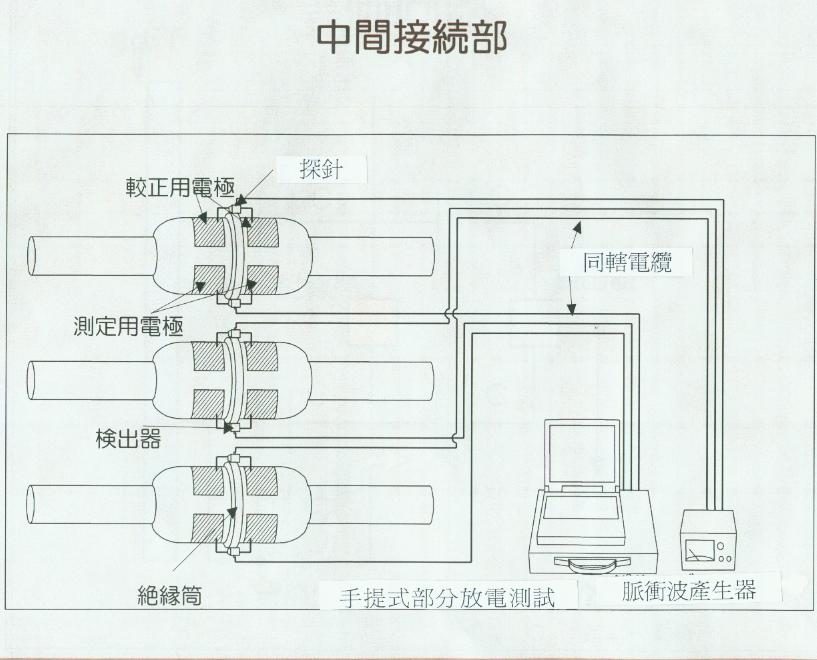 中間接続部
探針
較正用電極
同轄電纜
測定用電極
検出器
絶縁筒
手提式部分放電測試
脈衝波產生器